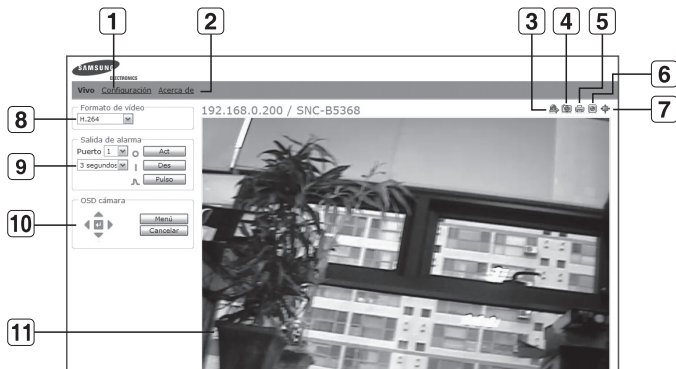 1
2
3
4
5
6
7
8
9
10
11
SAMSUNG
ELECTRONICS
Vivo Configuración Acerca de
Formato de vídeo
H.264
192.168.0.200 / SNC-B5368
Salida de alarma
Puerto 1 Act
3 segundos Des
Pulso
OSD cámara
Menú
Cancelar